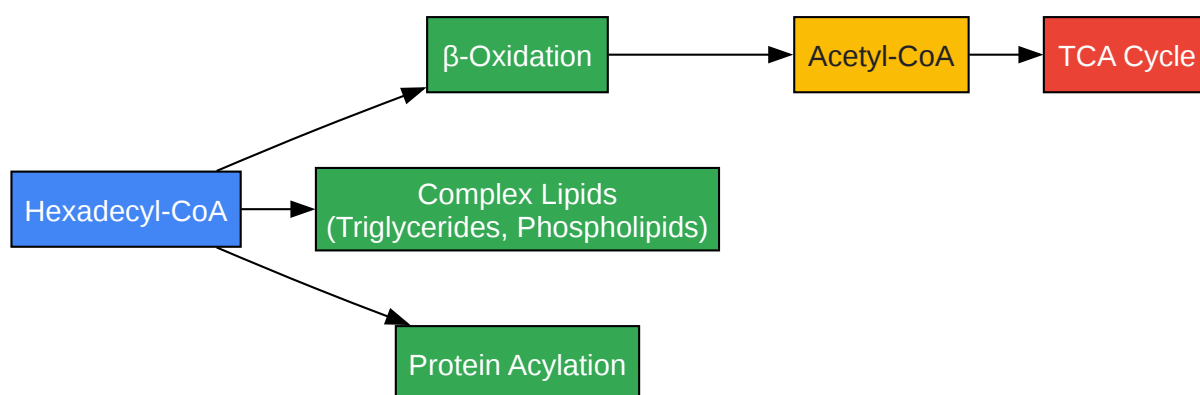 β-Oxidation
Acetyl-CoA
TCA Cycle
Hexadecyl-CoA
Complex Lipids
(Triglycerides, Phospholipids)
Protein Acylation